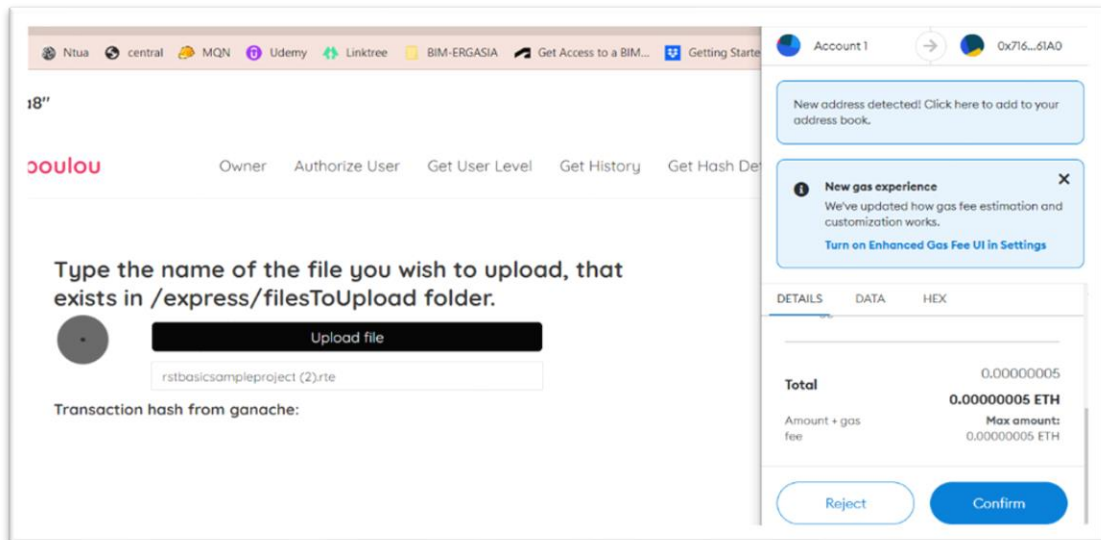 Ntua central MQN Udemy Linktree BIM-ERGASIA Get Access to a BIM... Getting Starte
a8"
poulou Owner Authorize User Get User Level Get History Get Hash De
Type the name of the file you wish to upload, that
exists in /express/filesToUpload folder.
Upload file
rstbasicsampleproject (2).rte
Transaction hash from ganache:
Account 1 0x716...61A0
New address detected! Click here to add to your
address book.
New gas experience
We've updated how gas fee estimation and
customization works.
Turn on Enhanced Gas Fee UI in Settings
DETAILS DATA HEX
0.00000005
Total
0.00000005 ETH
Amount + gas Max amount:
fee 0.00000005 ETH
Reject Confirm